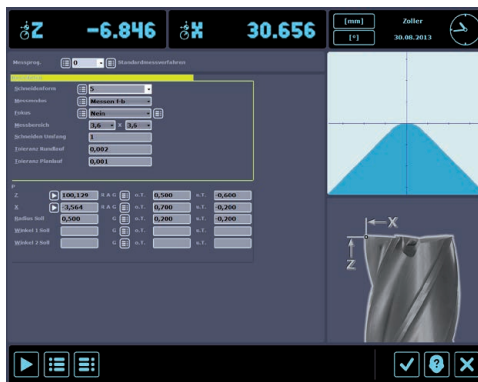 Z -6.846 X 30.656 [mm] [°] Zoller 30.08.2013
Messprog. 0 Standardmessverfahren
Schneidenform 5
Messmodus Messen f-b
Fokus Nein
Messbereich 3,6 x 3,6
Schneiden Umfang 1
Toleranz Rundlauf 0,002
Toleranz Planlauf 0,001
P
Z 100,129 R & G o.T. 0,500 u.T. -0,600
X -3,564 R & G o.T. 0,700 u.T. -0,200
Radius Soll 0,500 G o.T. 0,200 u.T. -0,200
Winkel 1 Soll G o.T. u.T.
Winkel 2 Soll G o.T. u.T.
X
Z